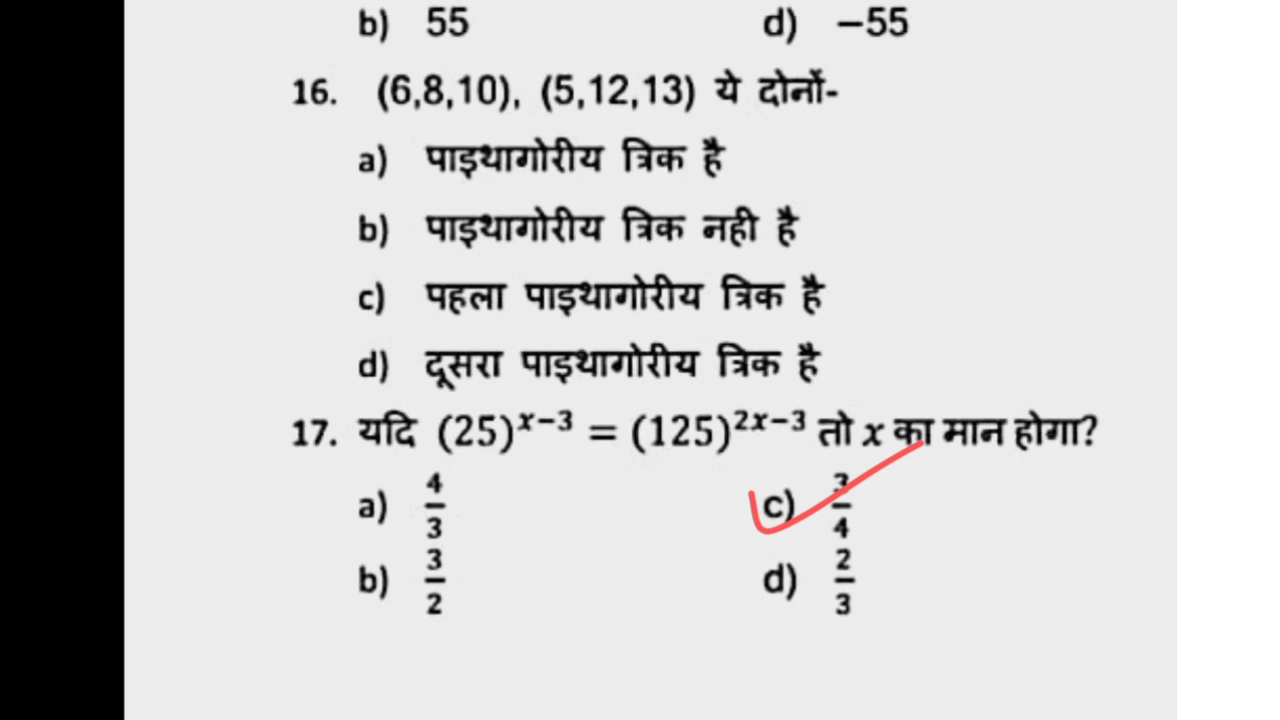 b) 55 d) −55
16. (6,8,10), (5,12,13) ये दोनों-
a) पाइथागोरीय त्रिक है
b) पाइथागोरीय त्रिक नही है
c) पहला पाइथागोरीय त्रिक है
d) दूसरा पाइथागोरीय त्रिक है
17. यदि (25)^{x−3} = (125)^{2x−3} तो x का मान होगा?
a) 4/3 c) 3/4
b) 3/2 d) 2/3